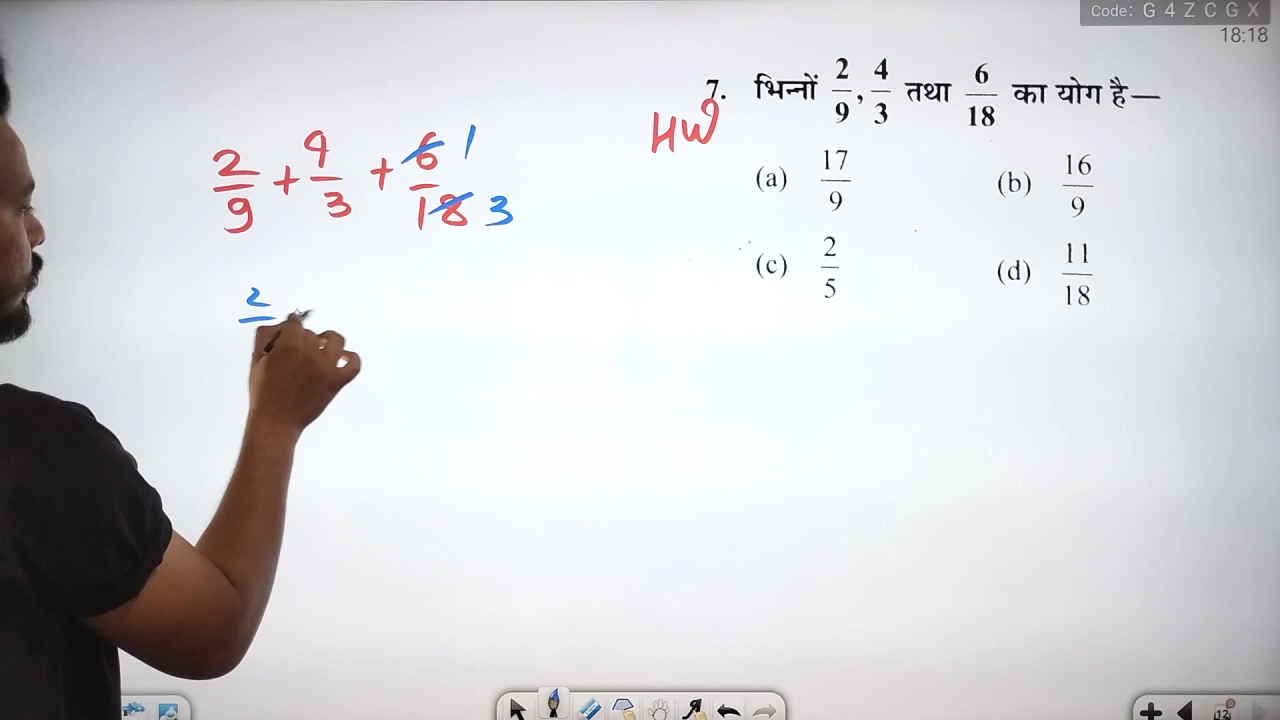 Code: G 4 Z C G X
18:18
7. भिन्नों 2/9, 4/3 तथा 6/18 का योग है—
HW
(a) 17/9 (b) 16/9
(c) 2/5 (d) 11/18
2/9 + 4/3 + 6/18 1 3
2
12